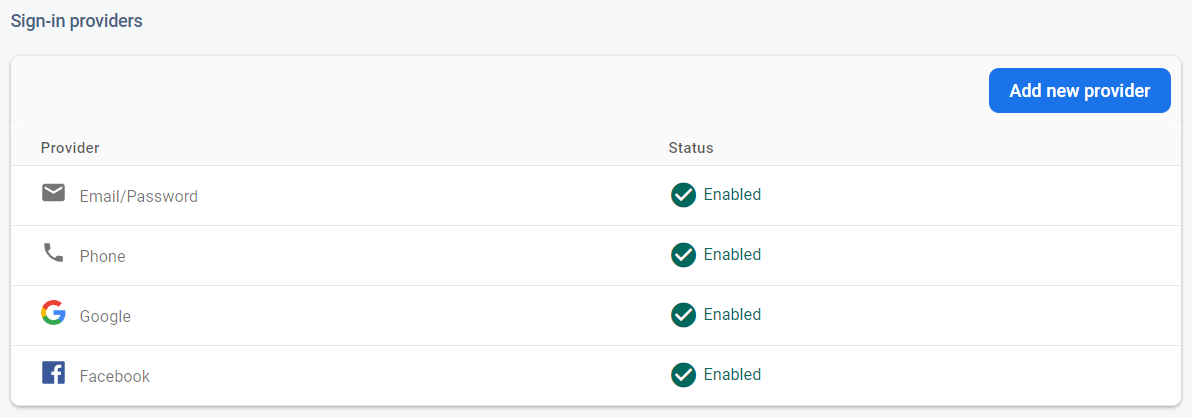 Sign-in providers
Add new provider
Provider Status
Email/Password Enabled
Phone Enabled
Google Enabled
Facebook Enabled